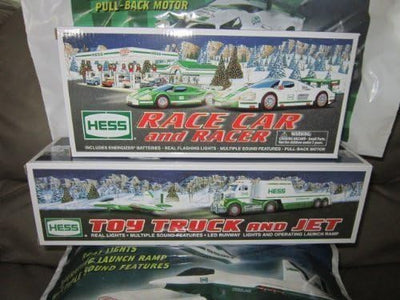 PULL-BACK MOTOR
HESS
RACE CAR
and RACER
WARNING:
INCLUDES ENERGIZER® BATTERIES • REAL FLASHING LIGHTS • MULTIPLE SOUND FEATURES • PULL-BACK MOTOR
HESS
TOY TRUCK AND JET
REAL LIGHTS • MULTIPLE SOUND FEATURES • LED RUNWAY LIGHTS AND OPERATING LAUNCH RAMP
LIGHTS
LAUNCH RAMP
SOUND FEATURES